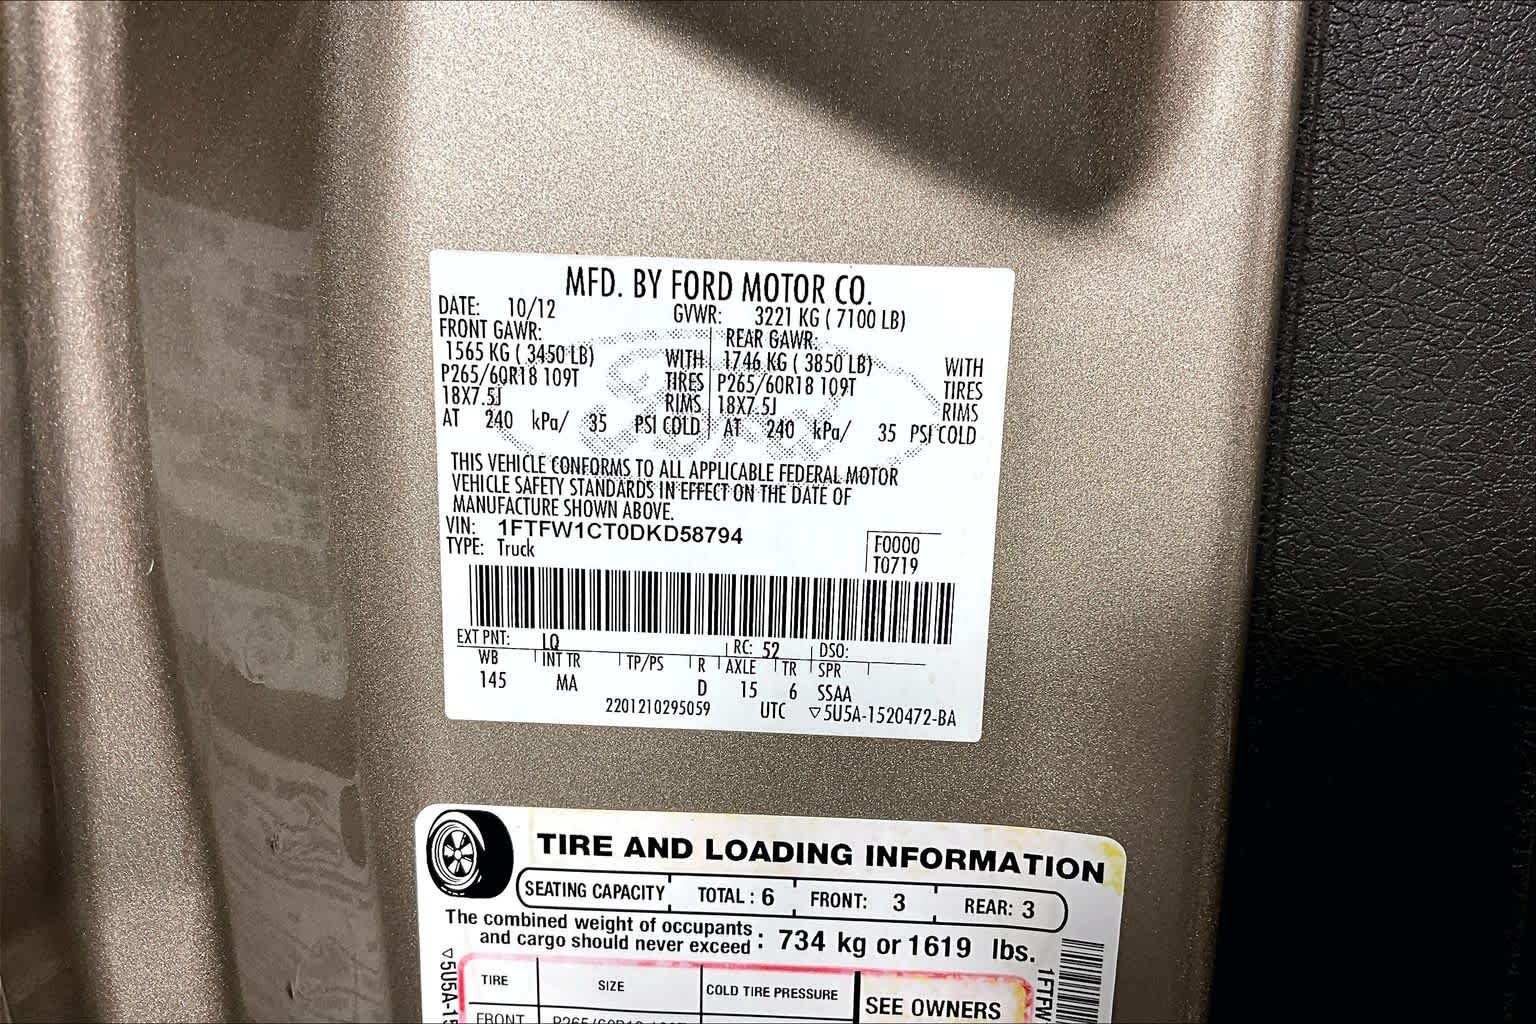 MFD. BY FORD MOTOR CO.
DATE: 10/12 GVWR: 3221 KG ( 7100 LB)
FRONT GAWR: REAR GAWR:
1565 KG ( 3450 LB) WITH 1746 KG ( 3850 LB) WITH
P265/60R18 109T TIRES P265/60R18 109T TIRES
18X7.5J RIMS 18X7.5J RIMS
AT 240 kPa/ 35 PSI COLD AT 240 kPa/ 35 PSI COLD
THIS VEHICLE CONFORMS TO ALL APPLICABLE FEDERAL MOTOR
VEHICLE SAFETY STANDARDS IN EFFECT ON THE DATE OF
MANUFACTURE SHOWN ABOVE.
VIN: 1FTFW1CT0DKD58794
TYPE: Truck
F0000
T0719
EXT PNT: LQ RC: 52 DSO:
WB INT TR TP/PS R AXLE TR SPR
145 MA D 15 6 SSAA
2201210295059 UTC ▽5U5A-1520472-BA
TIRE AND LOADING INFORMATION
SEATING CAPACITY TOTAL : 6 FRONT: 3 REAR: 3
The combined weight of occupants
and cargo should never exceed : 734 kg or 1619 lbs.
TIRE SIZE COLD TIRE PRESSURE SEE OWNERS
FRONT
▽5U5A-15
1FTFW